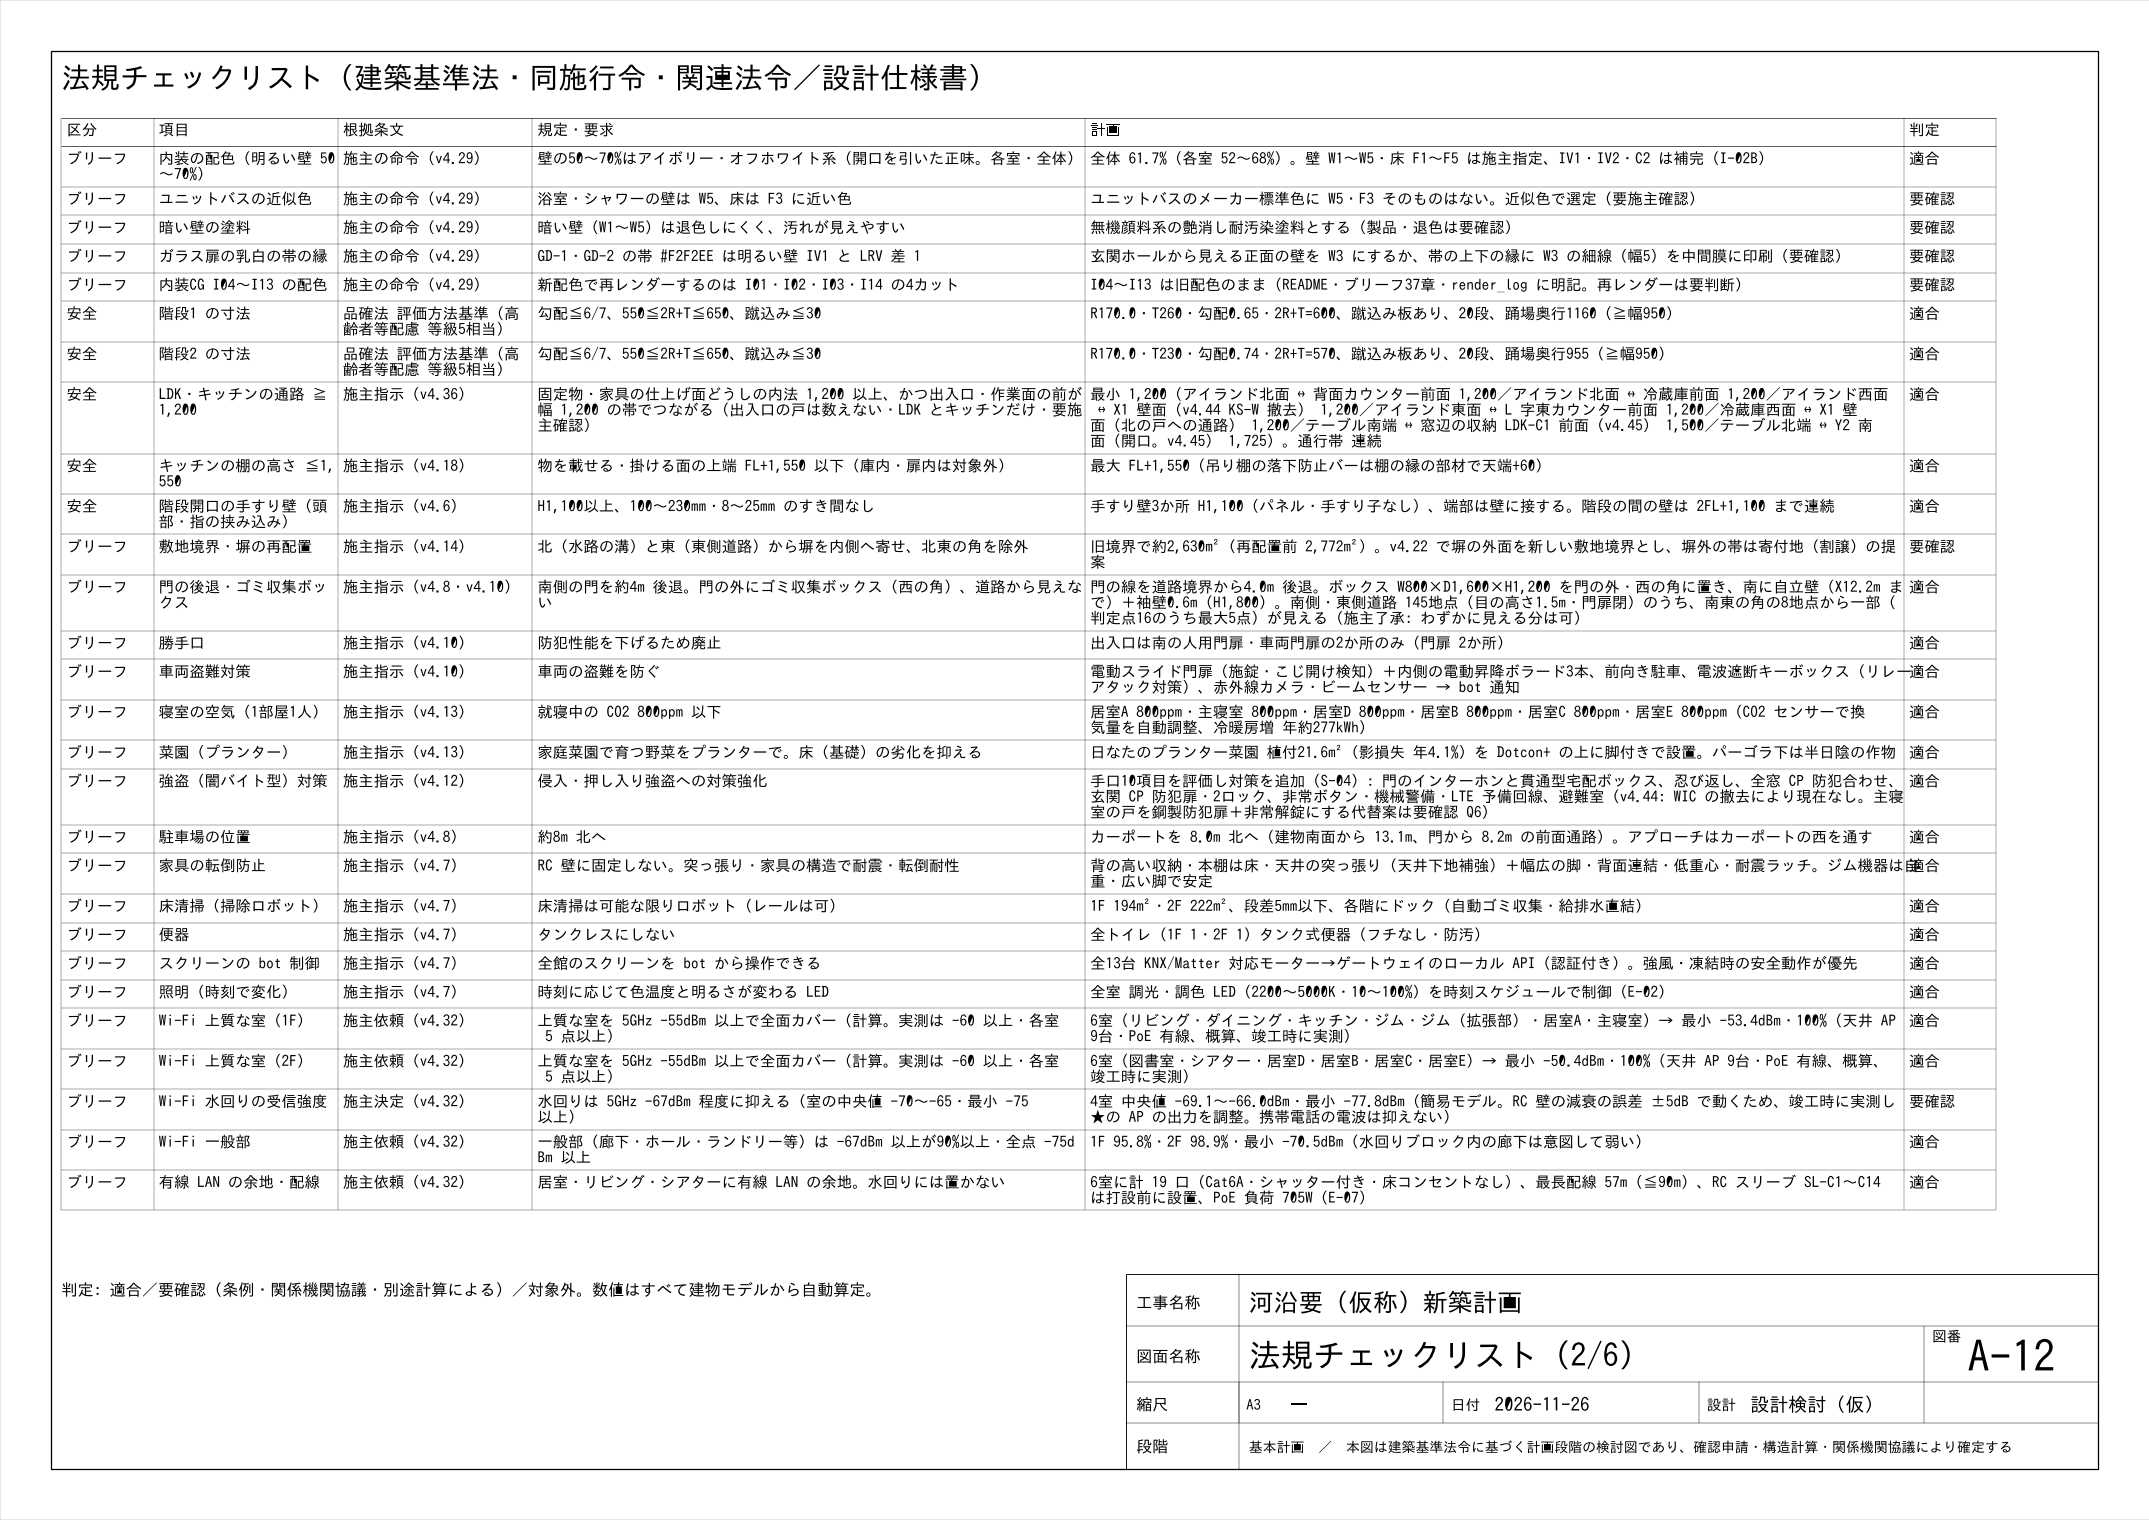 法規チェックリスト（建築基準法・同施行令・関連法令／設計仕様書）
区分 項目 根拠条文 規定・要求 計画 判定
ブリーフ 内装の配色（明るい壁 50 施主の命令（v4.29） 壁の50～70%はアイボリー・オフホワイト系（開口を引いた正味。各室・全体） 全体 61.7%（各室 52～68%）。壁 W1～W5・床 F1～F5 は施主指定、IV1・IV2・C2 は補完（I-02B） 適合
～70%）
ブリーフ ユニットバスの近似色 施主の命令（v4.29） 浴室・シャワーの壁は W5、床は F3 に近い色 ユニットバスのメーカー標準色に W5・F3 そのものはない。近似色で選定（要施主確認） 要確認
ブリーフ 暗い壁の塗料 施主の命令（v4.29） 暗い壁（W1～W5）は退色しにくく、汚れが見えやすい 無機顔料系の艶消し耐汚染塗料とする（製品・退色は要確認） 要確認
ブリーフ ガラス扉の乳白の帯の縁 施主の命令（v4.29） GD-1・GD-2 の帯 #F2F2EE は明るい壁 IV1 と LRV 差 1 玄関ホールから見える正面の壁を W3 にするか、帯の上下の縁に W3 の細線（幅5）を中間膜に印刷（要確認） 要確認
ブリーフ 内装CG I04～I13 の配色 施主の命令（v4.29） 新配色で再レンダーするのは I01・I02・I03・I14 の4カット I04～I13 は旧配色のまま（README・ブリーフ37章・render_log に明記。再レンダーは要判断） 要確認
安全 階段1 の寸法 品確法 評価方法基準（高 勾配≦6/7、550≦2R+T≦650、蹴込み≦30 R170.0・T260・勾配0.65・2R+T=600、蹴込み板あり、20段、踊場奥行1160（≧幅950） 適合
齢者等配慮 等級5相当）
安全 階段2 の寸法 品確法 評価方法基準（高 勾配≦6/7、550≦2R+T≦650、蹴込み≦30 R170.0・T230・勾配0.74・2R+T=570、蹴込み板あり、20段、踊場奥行955（≧幅950） 適合
齢者等配慮 等級5相当）
安全 LDK・キッチンの通路 ≧ 施主指示（v4.36） 固定物・家具の仕上げ面どうしの内法 1,200 以上、かつ出入口・作業面の前が 最小 1,200（アイランド北面 ⇔ 背面カウンター前面 1,200／アイランド北面 ⇔ 冷蔵庫前面 1,200／アイランド西面 適合
1,200 幅 1,200 の帯でつながる（出入口の戸は数えない・LDK とキッチンだけ・要施 ⇔ X1 壁面（v4.44 KS-W 撤去） 1,200／アイランド東面 ⇔ L 字東カウンター前面 1,200／冷蔵庫西面 ⇔ X1 壁
主確認） 面（北の戸への通路） 1,200／テーブル南端 ⇔ 窓辺の収納 LDK-C1 前面（v4.45） 1,500／テーブル北端 ⇔ Y2 南
面（開口。v4.45） 1,725）。通行帯 連続
安全 キッチンの棚の高さ ≦1, 施主指示（v4.18） 物を載せる・掛ける面の上端 FL+1,550 以下（庫内・扉内は対象外） 最大 FL+1,550（吊り棚の落下防止バーは棚の縁の部材で天端+60） 適合
550
安全 階段開口の手すり壁（頭 施主指示（v4.6） H1,100以上、100～230mm・8～25mm のすき間なし 手すり壁3か所 H1,100（パネル・手すり子なし）、端部は壁に接する。階段の間の壁は 2FL+1,100 まで連続 適合
部・指の挟み込み）
ブリーフ 敷地境界・塀の再配置 施主指示（v4.14） 北（水路の溝）と東（東側道路）から塀を内側へ寄せ、北東の角を除外 旧境界で約2,630m²（再配置前 2,772m²）。v4.22 で塀の外面を新しい敷地境界とし、塀外の帯は寄付地（割譲）の提 要確認
案
ブリーフ 門の後退・ゴミ収集ボッ 施主指示（v4.8・v4.10） 南側の門を約4m 後退。門の外にゴミ収集ボックス（西の角）、道路から見えな 門の線を道路境界から4.0m 後退。ボックス W800×D1,600×H1,200 を門の外・西の角に置き、南に自立壁（X12.2m ま 適合
クス い で）＋袖壁0.6m（H1,800）。南側・東側道路 145地点（目の高さ1.5m・門扉閉）のうち、南東の角の8地点から一部（
判定点16のうち最大5点）が見える（施主了承: わずかに見える分は可）
ブリーフ 勝手口 施主指示（v4.10） 防犯性能を下げるため廃止 出入口は南の人用門扉・車両門扉の2か所のみ（門扉 2か所） 適合
ブリーフ 車両盗難対策 施主指示（v4.10） 車両の盗難を防ぐ 電動スライド門扉（施錠・こじ開け検知）＋内側の電動昇降ボラード3本、前向き駐車、電波遮断キーボックス（リレー 適合
アタック対策）、赤外線カメラ・ビームセンサー → bot 通知
ブリーフ 寝室の空気（1部屋1人） 施主指示（v4.13） 就寝中の CO2 800ppm 以下 居室A 800ppm・主寝室 800ppm・居室D 800ppm・居室B 800ppm・居室C 800ppm・居室E 800ppm（CO2 センサーで換 適合
気量を自動調整、冷暖房増 年約277kWh）
ブリーフ 菜園（プランター） 施主指示（v4.13） 家庭菜園で育つ野菜をプランターで。床（基礎）の劣化を抑える 日なたのプランター菜園 植付21.6m²（影損失 年4.1%）を Dotcon+ の上に脚付きで設置。パーゴラ下は半日陰の作物 適合
ブリーフ 強盗（闇バイト型）対策 施主指示（v4.12） 侵入・押し入り強盗への対策強化 手口10項目を評価し対策を追加（S-04）: 門のインターホンと貫通型宅配ボックス、忍び返し、全窓 CP 防犯合わせ、 適合
玄関 CP 防犯扉・2ロック、非常ボタン・機械警備・LTE 予備回線、避難室（v4.44: WIC の撤去により現在なし。主寝
室の戸を鋼製防犯扉＋非常解錠にする代替案は要確認 Q6）
ブリーフ 駐車場の位置 施主指示（v4.8） 約8m 北へ カーポートを 8.0m 北へ（建物南面から 13.1m、門から 8.2m の前面通路）。アプローチはカーポートの西を通す 適合
ブリーフ 家具の転倒防止 施主指示（v4.7） RC 壁に固定しない。突っ張り・家具の構造で耐震・転倒耐性 背の高い収納・本棚は床・天井の突っ張り（天井下地補強）＋幅広の脚・背面連結・低重心・耐震ラッチ。ジム機器は自 適合
重・広い脚で安定
ブリーフ 床清掃（掃除ロボット） 施主指示（v4.7） 床清掃は可能な限りロボット（レールは可） 1F 194m²・2F 222m²、段差5mm以下、各階にドック（自動ゴミ収集・給排水直結） 適合
ブリーフ 便器 施主指示（v4.7） タンクレスにしない 全トイレ（1F 1・2F 1）タンク式便器（フチなし・防汚） 適合
ブリーフ スクリーンの bot 制御 施主指示（v4.7） 全館のスクリーンを bot から操作できる 全13台 KNX/Matter 対応モーター→ゲートウェイのローカル API（認証付き）。強風・凍結時の安全動作が優先 適合
ブリーフ 照明（時刻で変化） 施主指示（v4.7） 時刻に応じて色温度と明るさが変わる LED 全室 調光・調色 LED（2200～5000K・10～100%）を時刻スケジュールで制御（E-02） 適合
ブリーフ Wi-Fi 上質な室（1F） 施主依頼（v4.32） 上質な室を 5GHz -55dBm 以上で全面カバー（計算。実測は -60 以上・各室 6室（リビング・ダイニング・キッチン・ジム・ジム（拡張部）・居室A・主寝室）→ 最小 -53.4dBm・100%（天井 AP 適合
5 点以上） 9台・PoE 有線、概算、竣工時に実測）
ブリーフ Wi-Fi 上質な室（2F） 施主依頼（v4.32） 上質な室を 5GHz -55dBm 以上で全面カバー（計算。実測は -60 以上・各室 6室（図書室・シアター・居室D・居室B・居室C・居室E）→ 最小 -50.4dBm・100%（天井 AP 9台・PoE 有線、概算、 適合
5 点以上） 竣工時に実測）
ブリーフ Wi-Fi 水回りの受信強度 施主決定（v4.32） 水回りは 5GHz -67dBm 程度に抑える（室の中央値 -70～-65・最小 -75 4室 中央値 -69.1～-66.0dBm・最小 -77.8dBm（簡易モデル。RC 壁の減衰の誤差 ±5dB で動くため、竣工時に実測し 要確認
以上） ★の AP の出力を調整。携帯電話の電波は抑えない）
ブリーフ Wi-Fi 一般部 施主依頼（v4.32） 一般部（廊下・ホール・ランドリー等）は -67dBm 以上が90%以上・全点 -75d 1F 95.8%・2F 98.9%・最小 -70.5dBm（水回りブロック内の廊下は意図して弱い） 適合
Bm 以上
ブリーフ 有線 LAN の余地・配線 施主依頼（v4.32） 居室・リビング・シアターに有線 LAN の余地。水回りには置かない 6室に計 19 口（Cat6A・シャッター付き・床コンセントなし）、最長配線 57m（≦90m）、RC スリーブ SL-C1～C14 適合
は打設前に設置、PoE 負荷 705W（E-07）
判定: 適合／要確認（条例・関係機関協議・別途計算による）／対象外。数値はすべて建物モデルから自動算定。
工事名称 河沿要（仮称）新築計画
図面名称 法規チェックリスト（2/6） 図番 A-12
縮尺 A3 — 日付 2026-11-26 設計 設計検討（仮）
段階 基本計画 ／ 本図は建築基準法令に基づく計画段階の検討図であり、確認申請・構造計算・関係機関協議により確定する